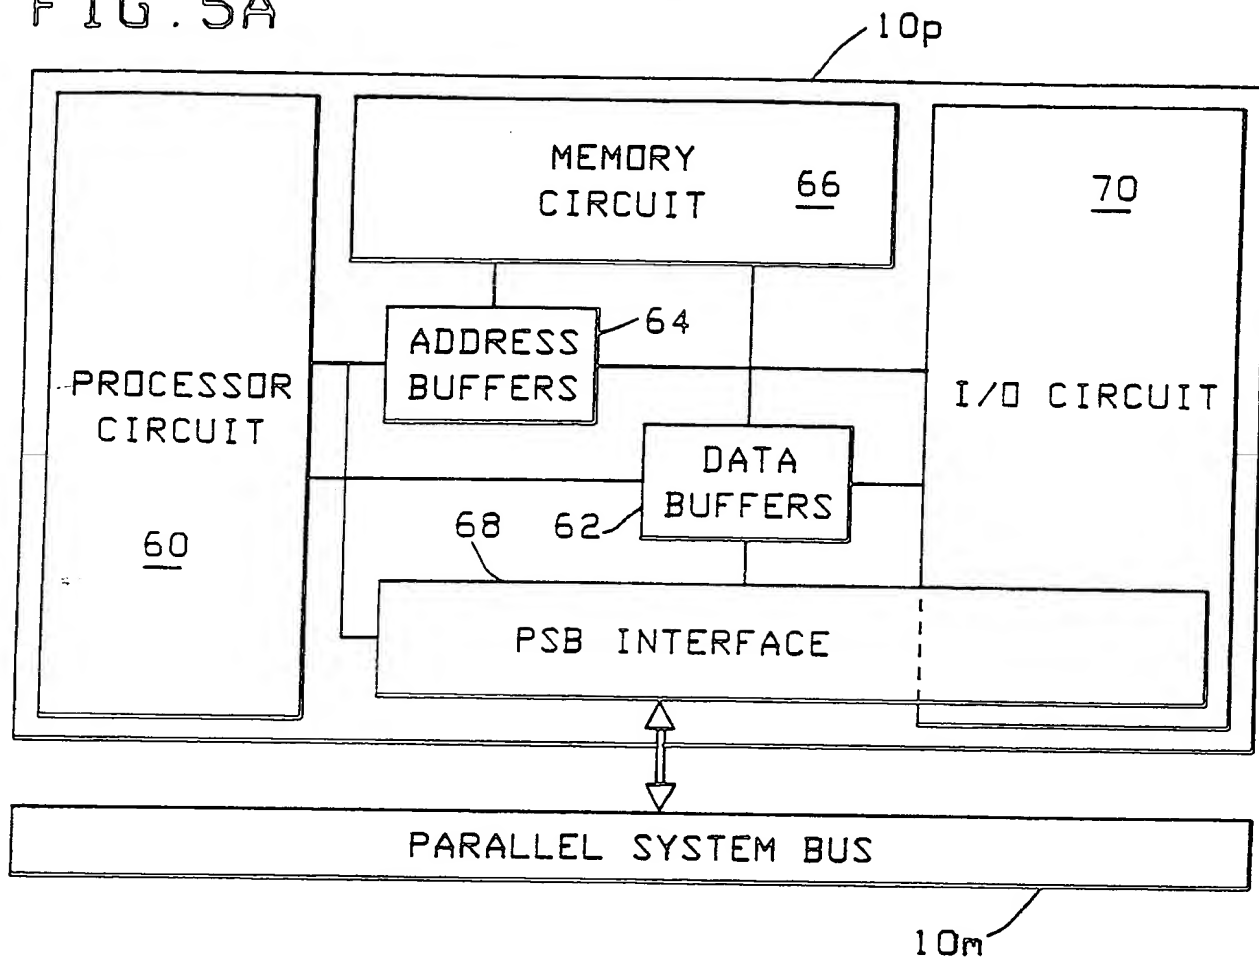 FIG.5A
10p
MEMORY
CIRCUIT
66
70
ADDRESS
BUFFERS
64
PROCESSOR
CIRCUIT
I/O CIRCUIT
DATA
BUFFERS
68
62
60
PSB INTERFACE
PARALLEL SYSTEM BUS
10m